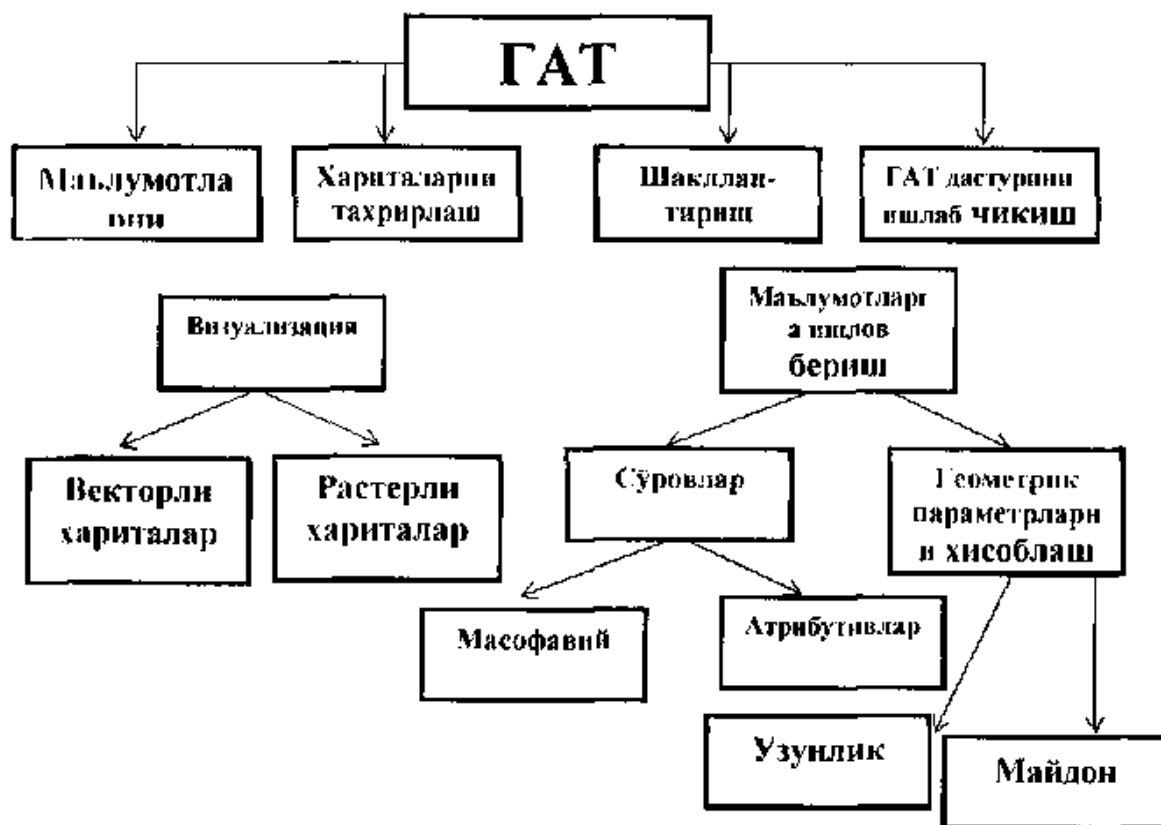 ГАТ
Маълумотла
рни
Хариталарни
тахрирлаш
Шакллан-
тириш
ГАТ дастурини
ишлаб чикиш
Визуализация
Маълумотларг
а ишлов
бериш
Векторли
хариталар
Растерли
хариталар
Сўровлар
Геометрик
параметрларн
и хисоблаш
Масофавий
Атрибутивлар
Узунлик
Майдон